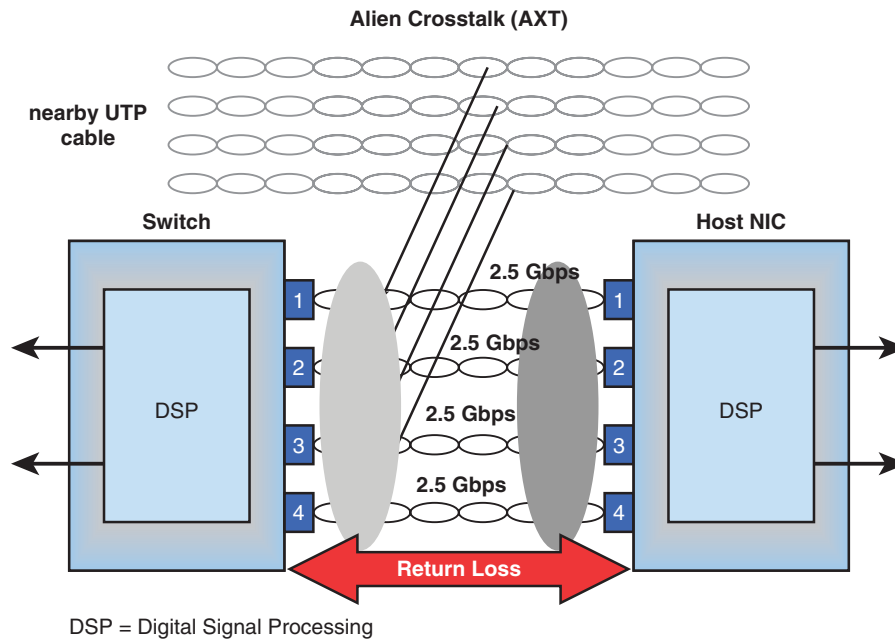 Alien Crosstalk (AXT)
nearby UTP
cable
Switch
Host NIC
2.5 Gbps
1
1
2.5 Gbps
2
2
DSP
DSP
2.5 Gbps
3
3
2.5 Gbps
4
4
Return Loss
DSP = Digital Signal Processing